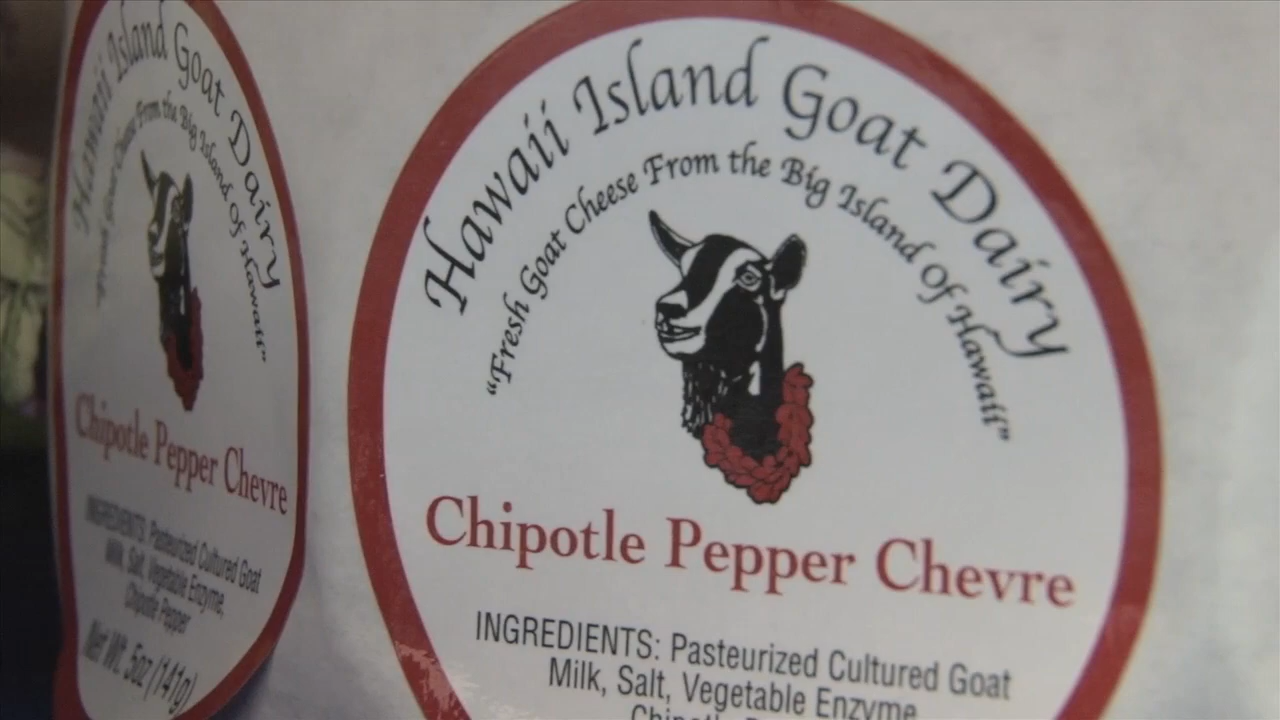 Hawaii Island Goat Dairy
"Fresh Goat Cheese From the Big Island Of Hawaii"
Chipotle Pepper Chevre
INGREDIENTS: Pasteurized Cultured Goat
Milk, Salt, Vegetable Enzyme,
Chipotle Pepper
Net Wt. 5oz (141g)
Hawaii Island Goat Dairy
"Fresh Goat Cheese From the Big Island Of Hawaii"
Chipotle Pepper Chevre
INGREDIENTS: Pasteurized Cultured Goat
Milk, Salt, Vegetable Enzyme
Chipotle